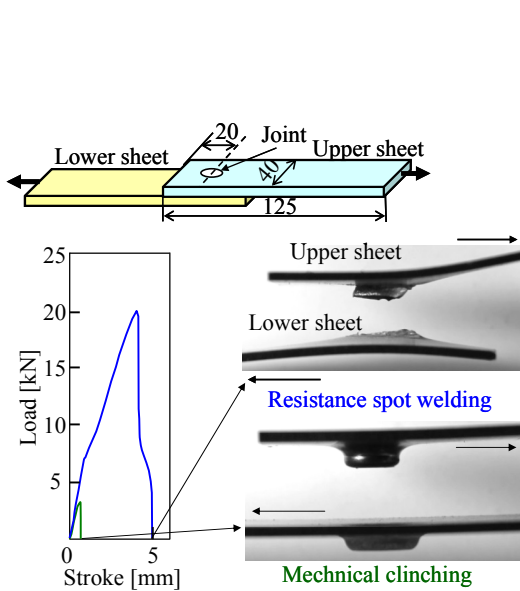 20
Joint
Lower sheet
Upper sheet
40
125
25
20
15
10
5
0
5
Load [kN]
Stroke [mm]
Upper sheet
Lower sheet
Resistance spot welding
Mechnical clinching